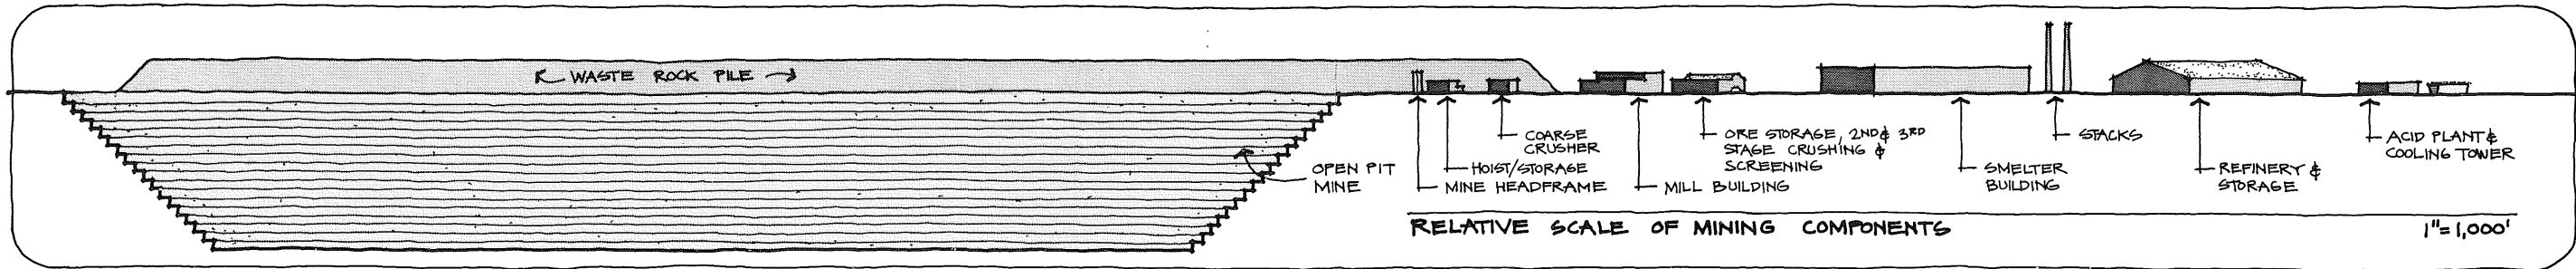 WASTE ROCK PILE
OPEN PIT
MINE
COARSE
CRUSHER
HOIST/STORAGE
MINE HEADFRAME
ORE STORAGE, 2ND & 3RD
STAGE CRUSHING &
SCREENING
MILL BUILDING
SMELTER
BUILDING
STACKS
REFINERY &
STORAGE
ACID PLANT &
COOLING TOWER
RELATIVE SCALE OF MINING COMPONENTS
1"=1,000'